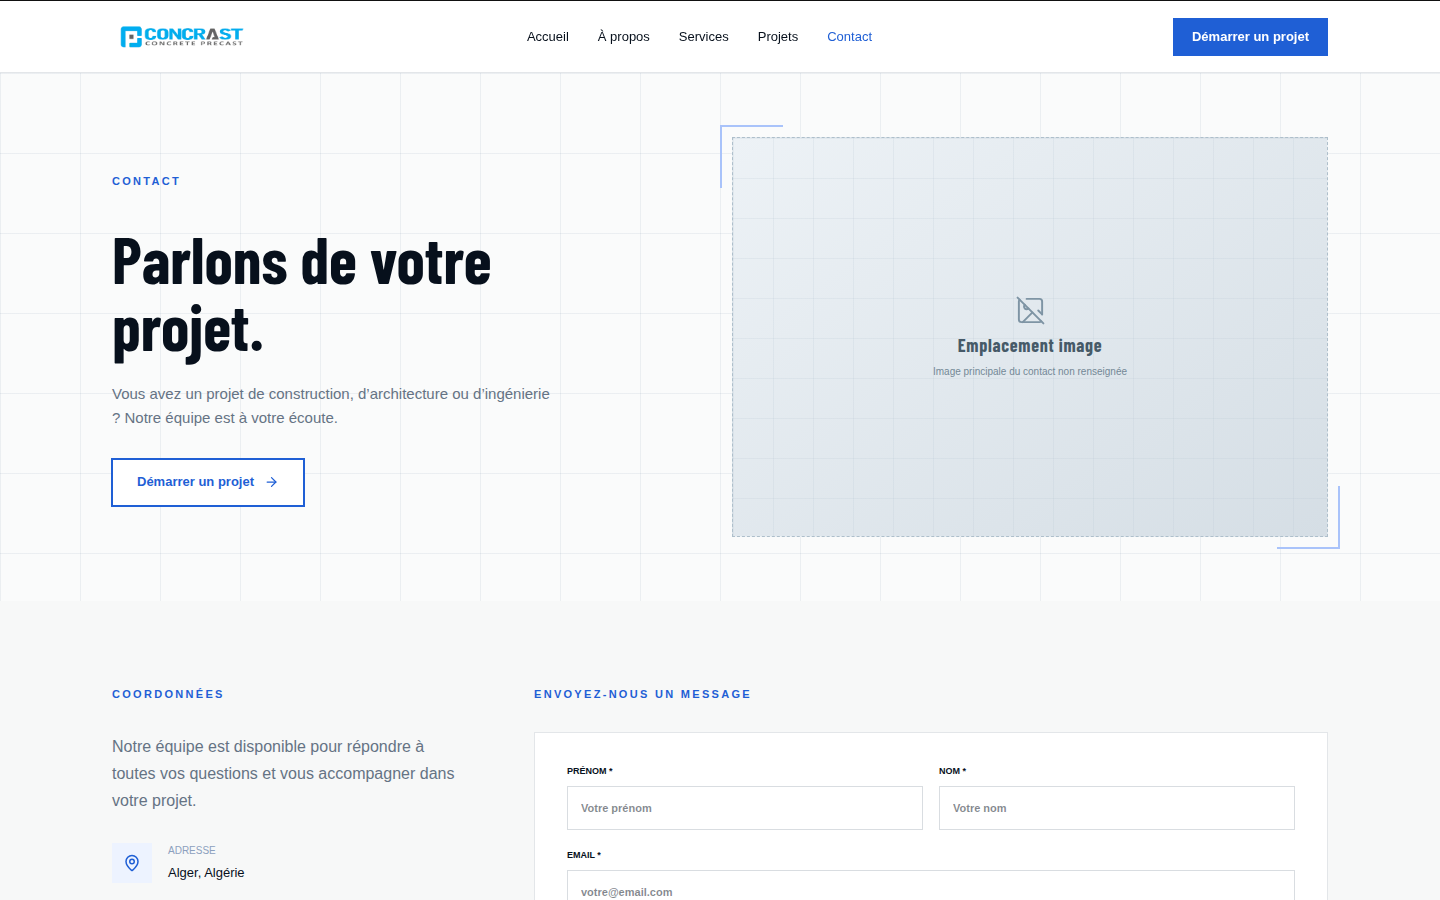 CONCRAST
CONCRETE PRECAST
Accueil
À propos
Services
Projets
Contact
Démarrer un projet
CONTACT
Parlons de votre
projet.
Vous avez un projet de construction, d’architecture ou d’ingénierie
? Notre équipe est à votre écoute.
Démarrer un projet
Emplacement image
Image principale du contact non renseignée
COORDONNÉES
Notre équipe est disponible pour répondre à
toutes vos questions et vous accompagner dans
votre projet.
ADRESSE
Alger, Algérie
ENVOYEZ-NOUS UN MESSAGE
PRÉNOM *
NOM *
Votre prénom
Votre nom
EMAIL *
votre@email.com